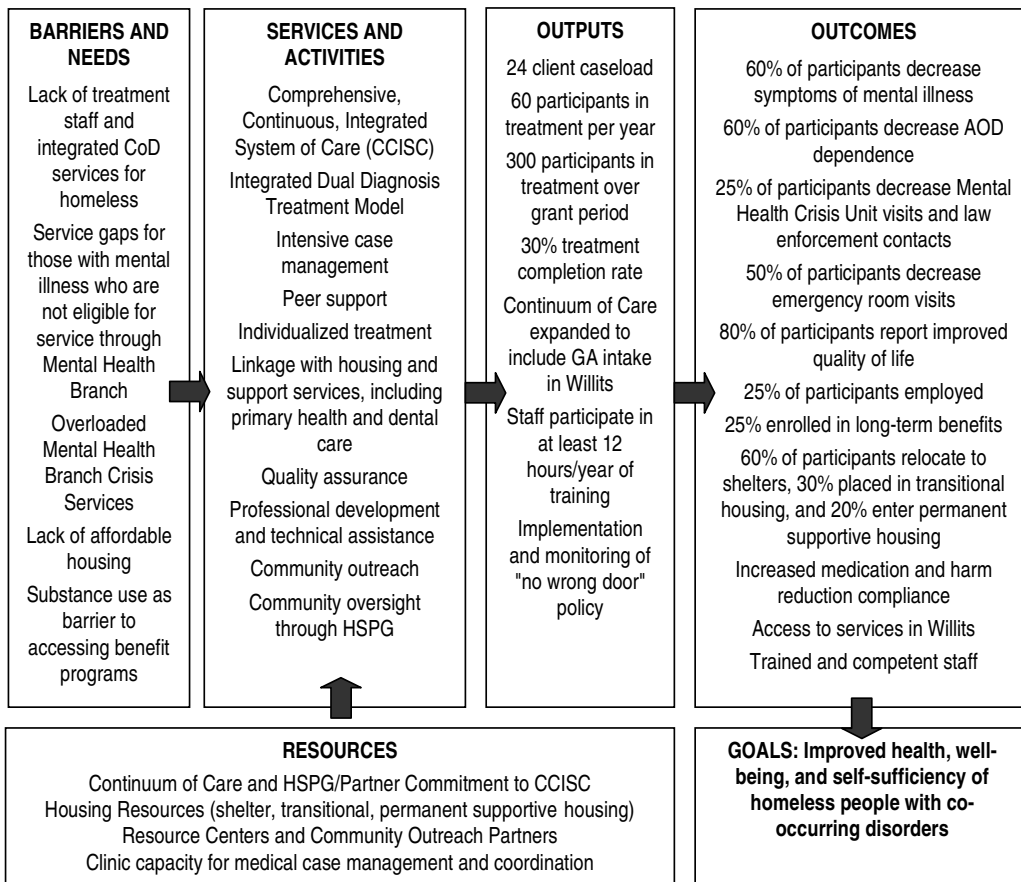 BARRIERS AND
NEEDS
Lack of treatment
staff and
integrated CoD
services for
homeless
Service gaps for
those with mental
illness who are
not eligible for
service through
Mental Health
Branch
Overloaded
Mental Health
Branch Crisis
Services
Lack of affordable
housing
Substance use as
barrier to
accessing benefit
programs
SERVICES AND
ACTIVITIES
Comprehensive,
Continuous, Integrated
System of Care (CCISC)
Integrated Dual Diagnosis
Treatment Model
Intensive case
management
Peer support
Individualized treatment
Linkage with housing and
support services, including
primary health and dental
care
Quality assurance
Professional development
and technical assistance
Community outreach
Community oversight
through HSPG
OUTPUTS
24 client caseload
60 participants in
treatment per year
300 participants in
treatment over
grant period
30% treatment
completion rate
Continuum of Care
expanded to
include GA intake
in Willits
Staff participate in
at least 12
hours/year of
training
Implementation
and monitoring of
"no wrong door"
policy
OUTCOMES
60% of participants decrease
symptoms of mental illness
60% of participants decrease AOD
dependence
25% of participants decrease Mental
Health Crisis Unit visits and law
enforcement contacts
50% of participants decrease
emergency room visits
80% of participants report improved
quality of life
25% of participants employed
25% enrolled in long-term benefits
60% of participants relocate to
shelters, 30% placed in transitional
housing, and 20% enter permanent
supportive housing
Increased medication and harm
reduction compliance
Access to services in Willits
Trained and competent staff
RESOURCES
Continuum of Care and HSPG/Partner Commitment to CCISC
Housing Resources (shelter, transitional, permanent supportive housing)
Resource Centers and Community Outreach Partners
Clinic capacity for medical case management and coordination
GOALS: Improved health, well-
being, and self-sufficiency of
homeless people with co-
occurring disorders